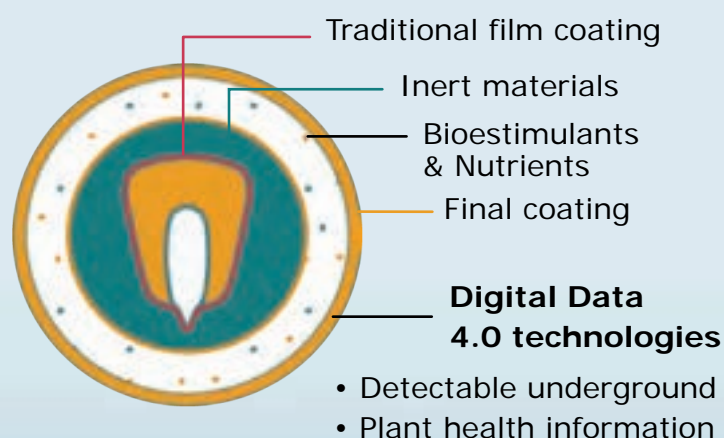 Traditional film coating
Inert materials
Bioestimulants
& Nutrients
Final coating
Digital Data
4.0 technologies
• Detectable underground
• Plant health information